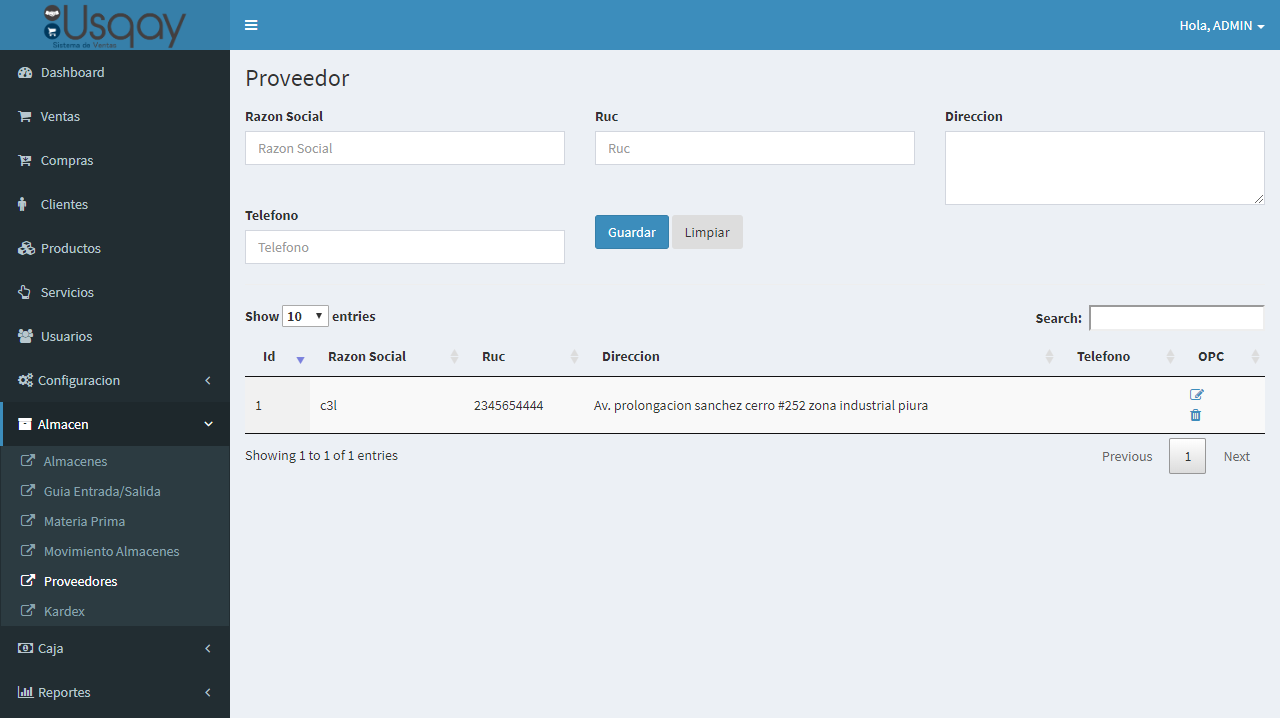 Usqay
Sistema de Ventas
Hola, ADMIN
Dashboard
Ventas
Compras
Clientes
Productos
Servicios
Usuarios
Configuracion
Almacen
Almacenes
Guia Entrada/Salida
Materia Prima
Movimiento Almacenes
Proveedores
Kardex
Caja
Reportes
Proveedor
Razon Social
Ruc
Direccion
Razon Social
Ruc
Telefono
Telefono
Guardar Limpiar
Show 10 entries
Search:
Id Razon Social Ruc Direccion Telefono OPC
1 c3l 2345654444 Av. prolongacion sanchez cerro #252 zona industrial piura
Showing 1 to 1 of 1 entries
Previous 1 Next